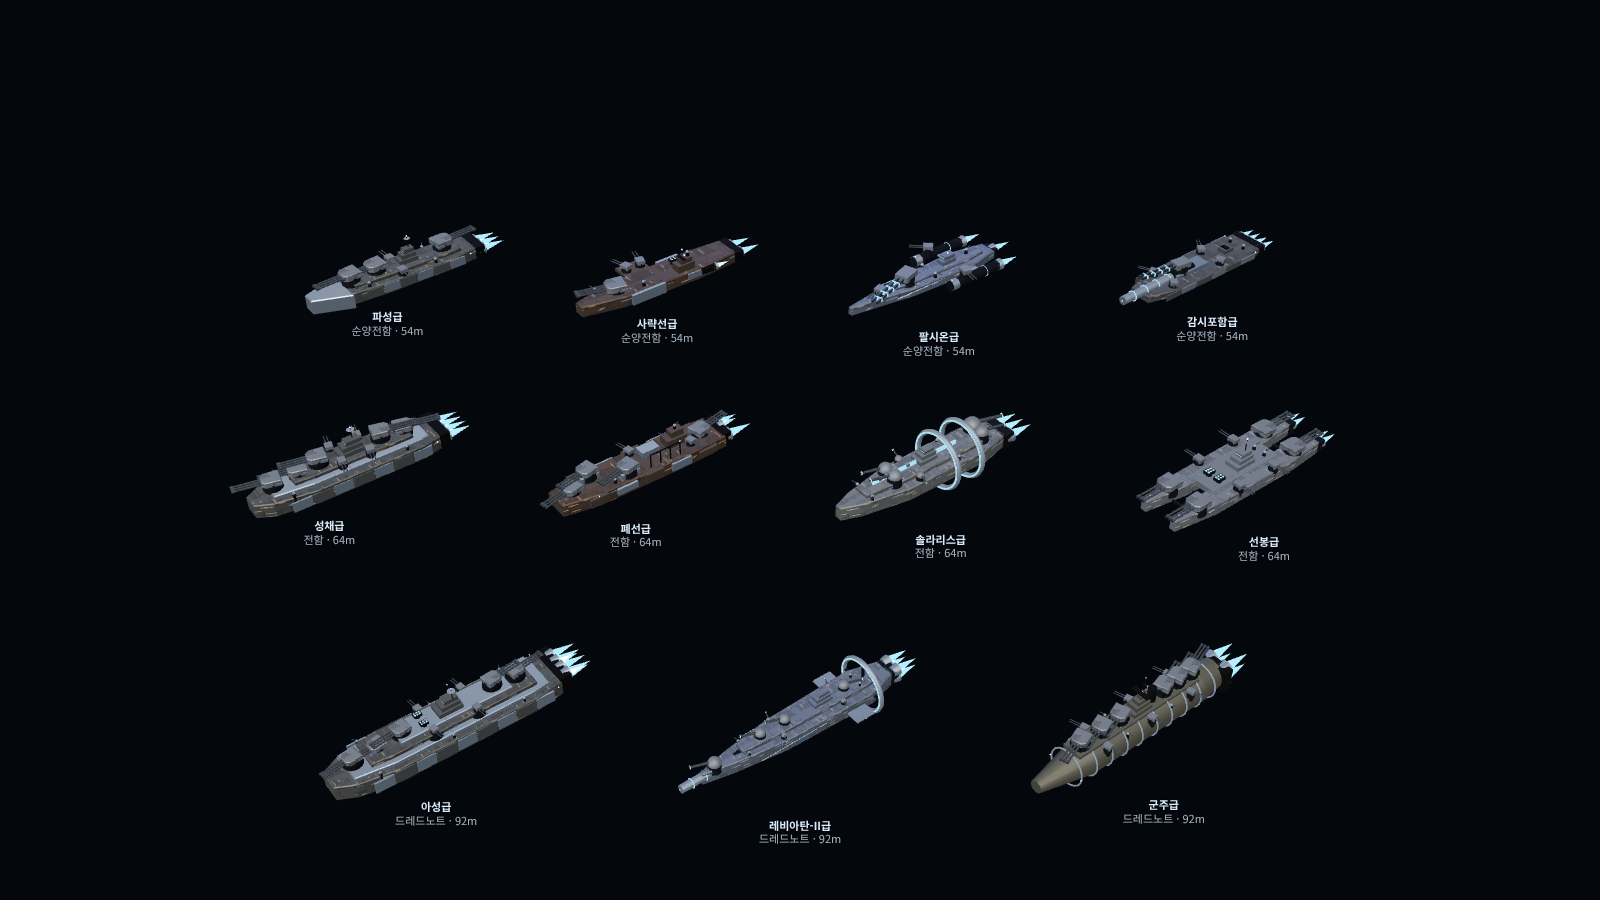 파성급
순양전함 · 54m
사략선급
순양전함 · 54m
팔시온급
순양전함 · 54m
감시포함급
순양전함 · 54m
성채급
전함 · 64m
폐선급
전함 · 64m
솔라리스급
전함 · 64m
선봉급
전함 · 64m
아성급
드레드노트 · 92m
레비아탄-II급
드레드노트 · 92m
군주급
드레드노트 · 92m